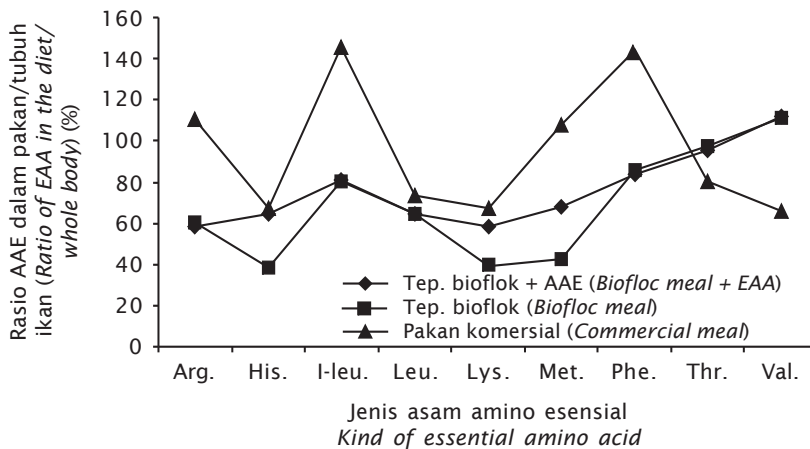 Rasio AAE dalam pakan/tubuh
ikan (Ratio of EAA in the diet/
whole body) (%)
160
140
120
100
80
60
40
20
0
Tep. bioflok + AAE (Biofloc meal + EAA)
Tep. bioflok (Biofloc meal)
Pakan komersial (Commercial meal)
Arg. His. I-leu. Leu. Lys. Met. Phe. Thr. Val.
Jenis asam amino esensial
Kind of essential amino acid